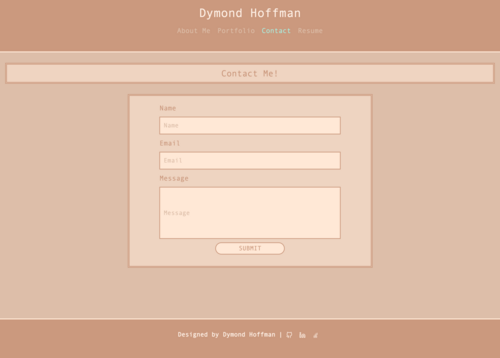 Dymond Hoffman
About Me Portfolio Contact Resume
Contact Me!
Name
Name
Email
Email
Message
Message
SUBMIT
Designed by Dymond Hoffman |